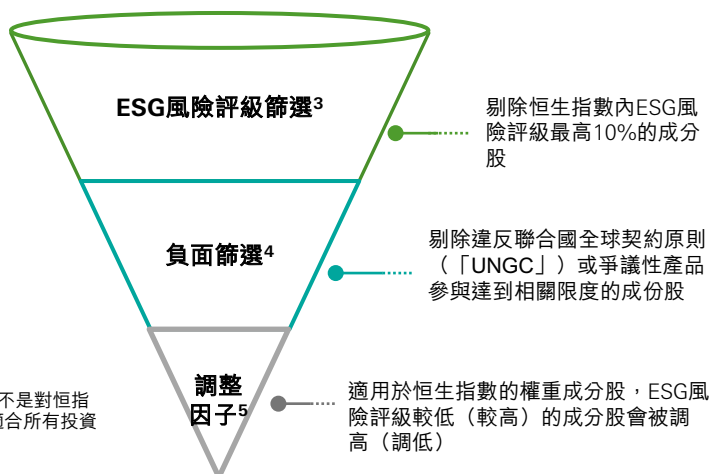 ESG風險評級篩選³
剔除恒生指數內ESG風
險評級最高10%的成分
股
負面篩選⁴
剔除違反聯合國全球契約原則
（「UNGC」）或爭議性產品
參與達到相關限度的成份股
調整
因子⁵
適用於恒生指數的權重成分股，ESG風
險評級較低（較高）的成分股會被調
高（調低）
不是對恒指
適合所有投資